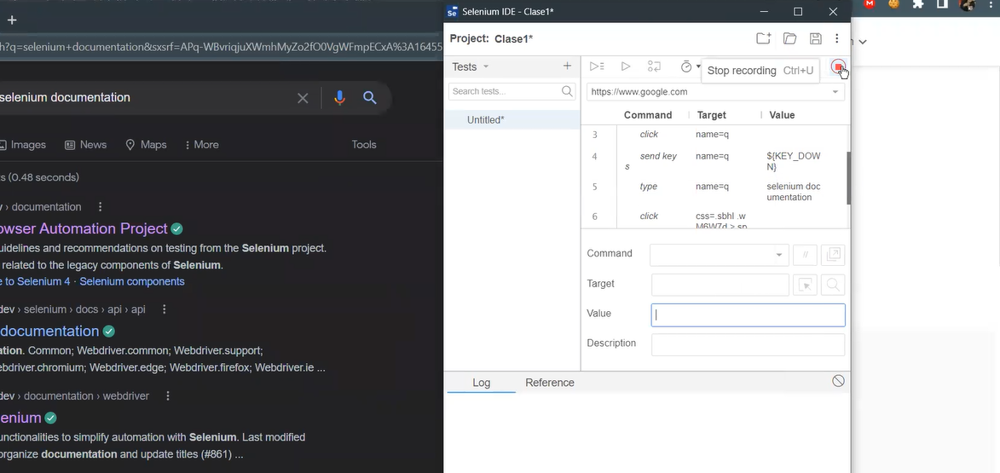 h?q=selenium+documentation&sxsrf=APq-WBvriqjuXWmhMyZo2fO0VgWFmpECxA%3A16455
selenium documentation
Images
News
Maps
More
Tools
s (0.48 seconds)
v › documentation
owser Automation Project
uidelines and recommendations on testing from the Selenium project.
related to the legacy components of Selenium.
e to Selenium 4 · Selenium components
dev › selenium › docs › api › api
documentation
ation. Common; Webdriver.common; Webdriver.support;
ebdriver.chromium; Webdriver.edge; Webdriver.firefox; Webdriver.ie ...
dev › documentation › webdriver
enium
unctionalities to simplify automation with Selenium. Last modified
organize documentation and update titles (#861) ...
Se Selenium IDE - Clase1*
Project: Clase1*
Tests
Search tests...
Untitled*
Stop recording Ctrl+U
https://www.google.com
Command Target Value
3 click name=q
4 send key
s name=q ${KEY_DOW
N}
5 type name=q selenium doc
umentation
6 click css=.sbhl .w
M6W7d > sp
Command
//
Target
Value
Description
Log
Reference
M
n